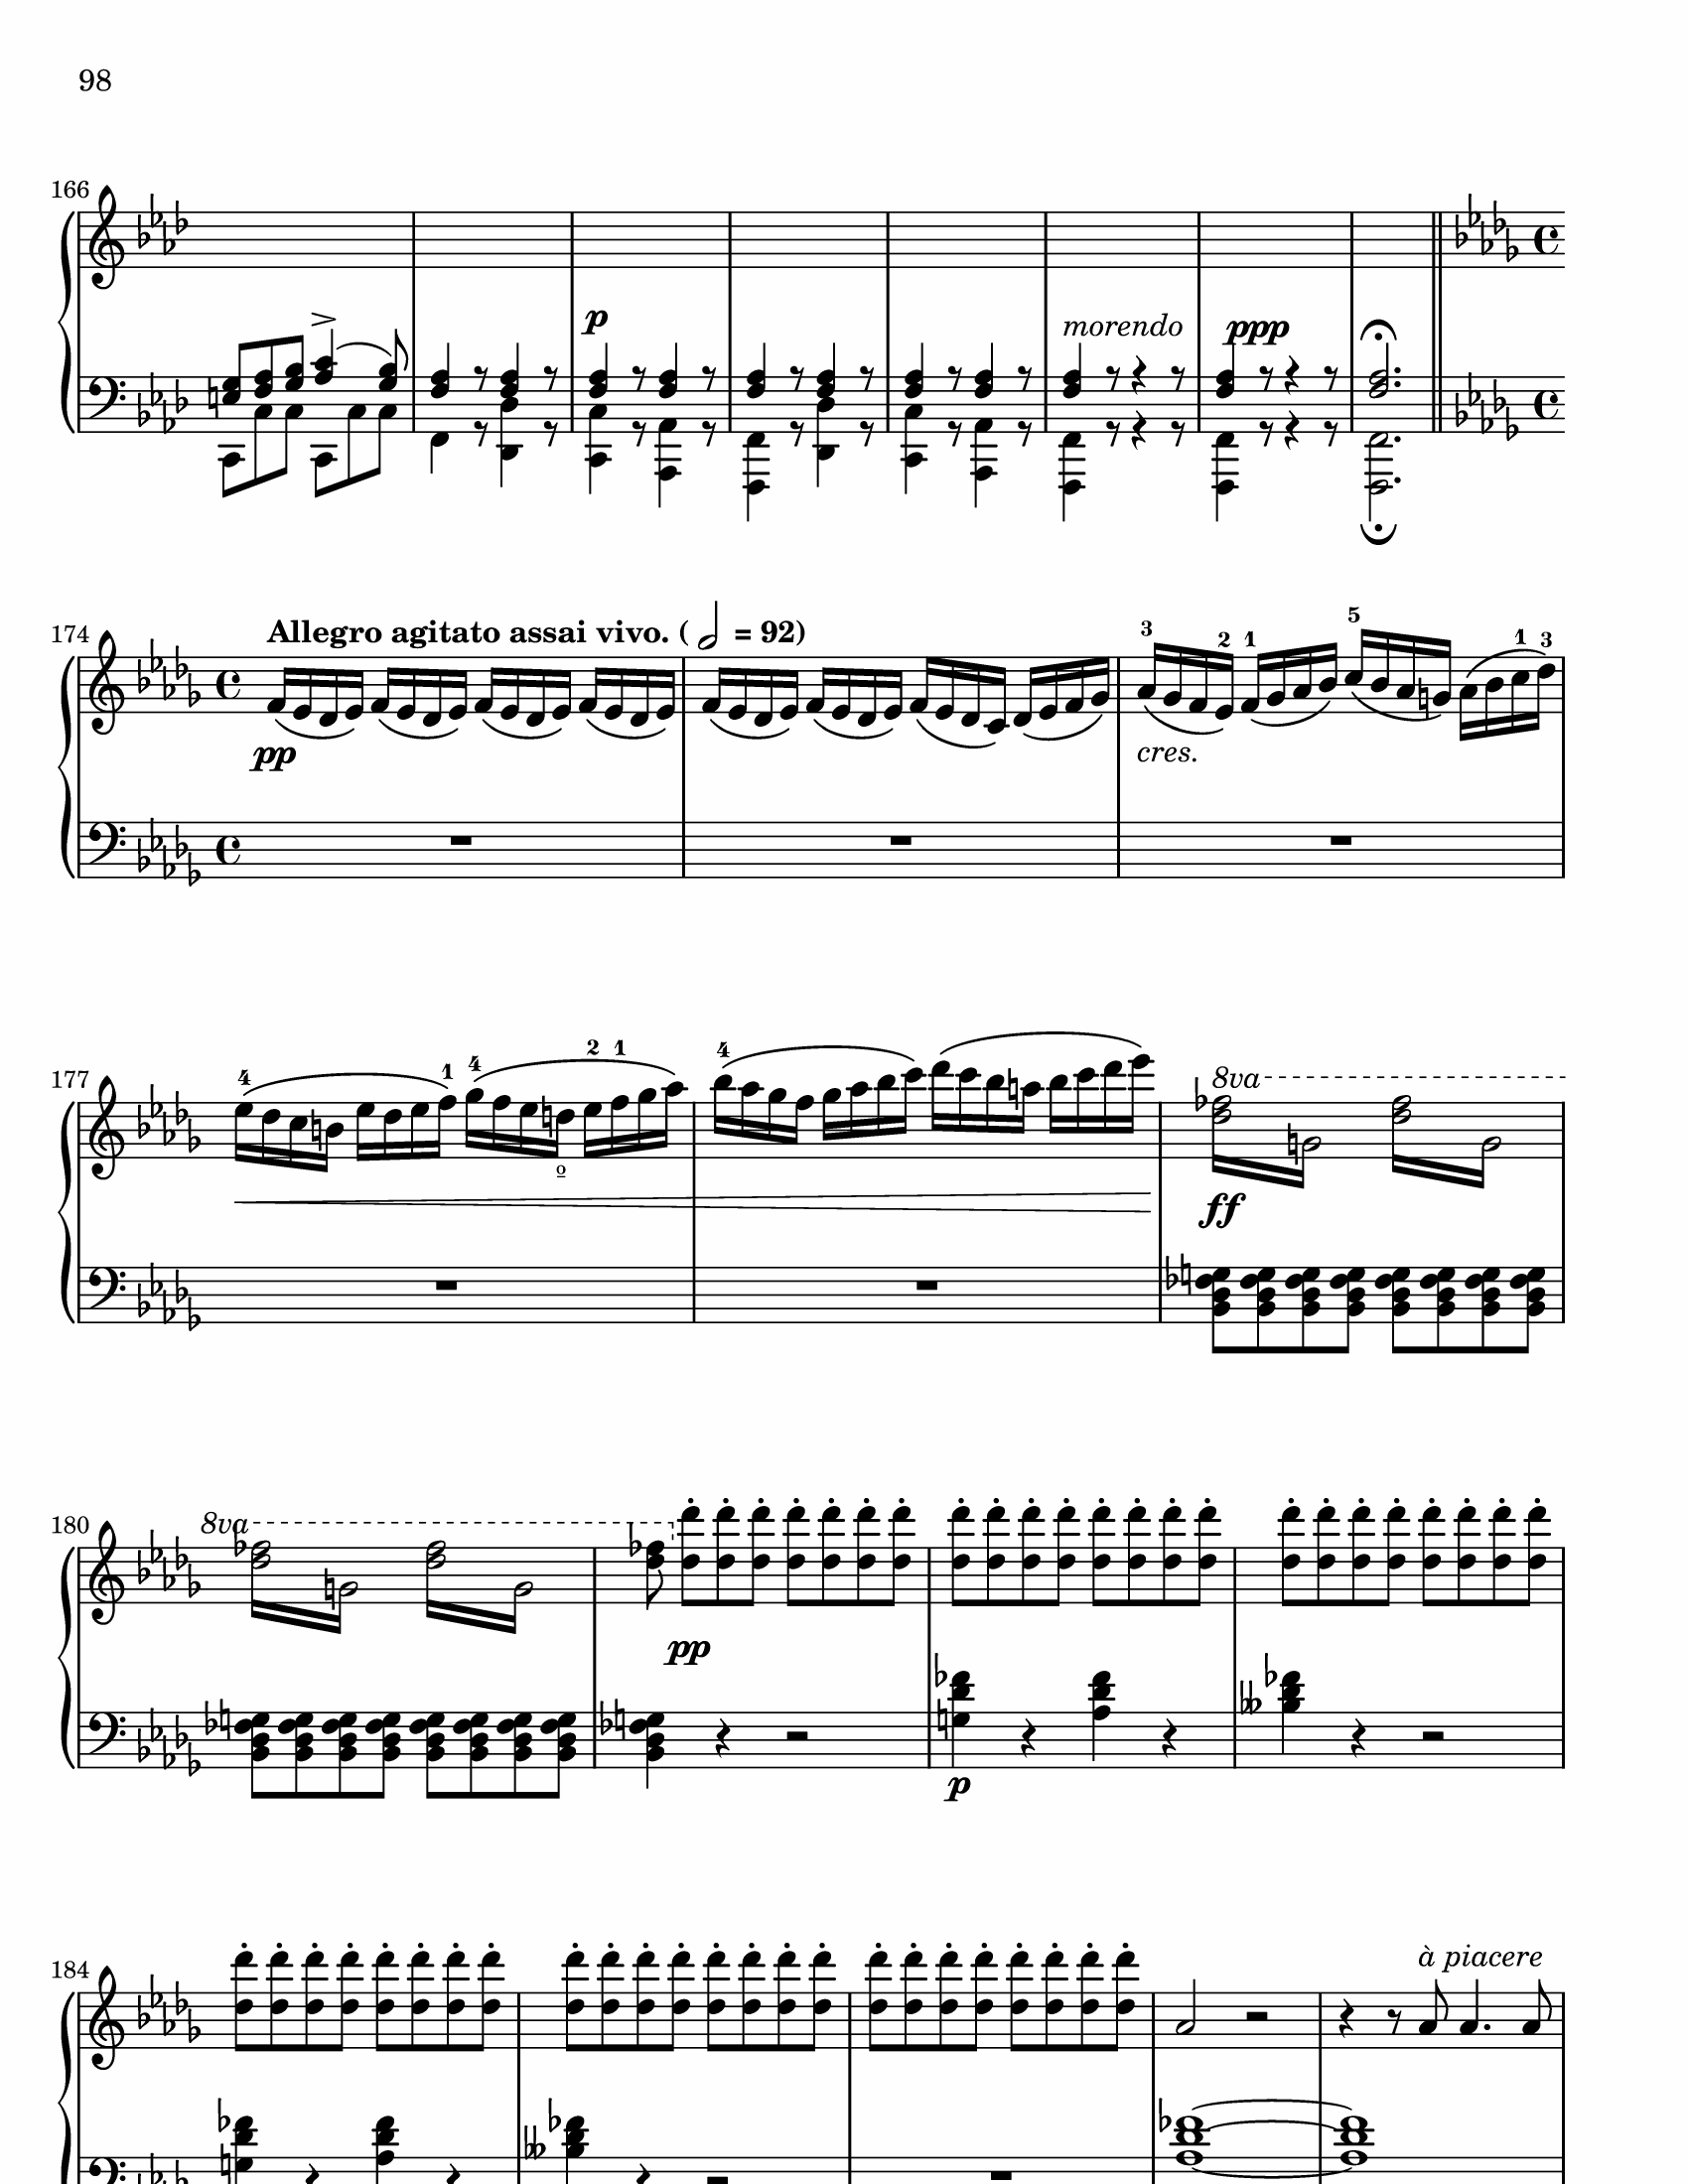 98
166
p
morendo
ppp
174
Allegro agitato assai vivo. ( = 92)
3 2 1 5 1 3
pp
cres.
177
4 1 4 2 1 4
o
8va
ff
180
8va
pp
p
184
à piacere